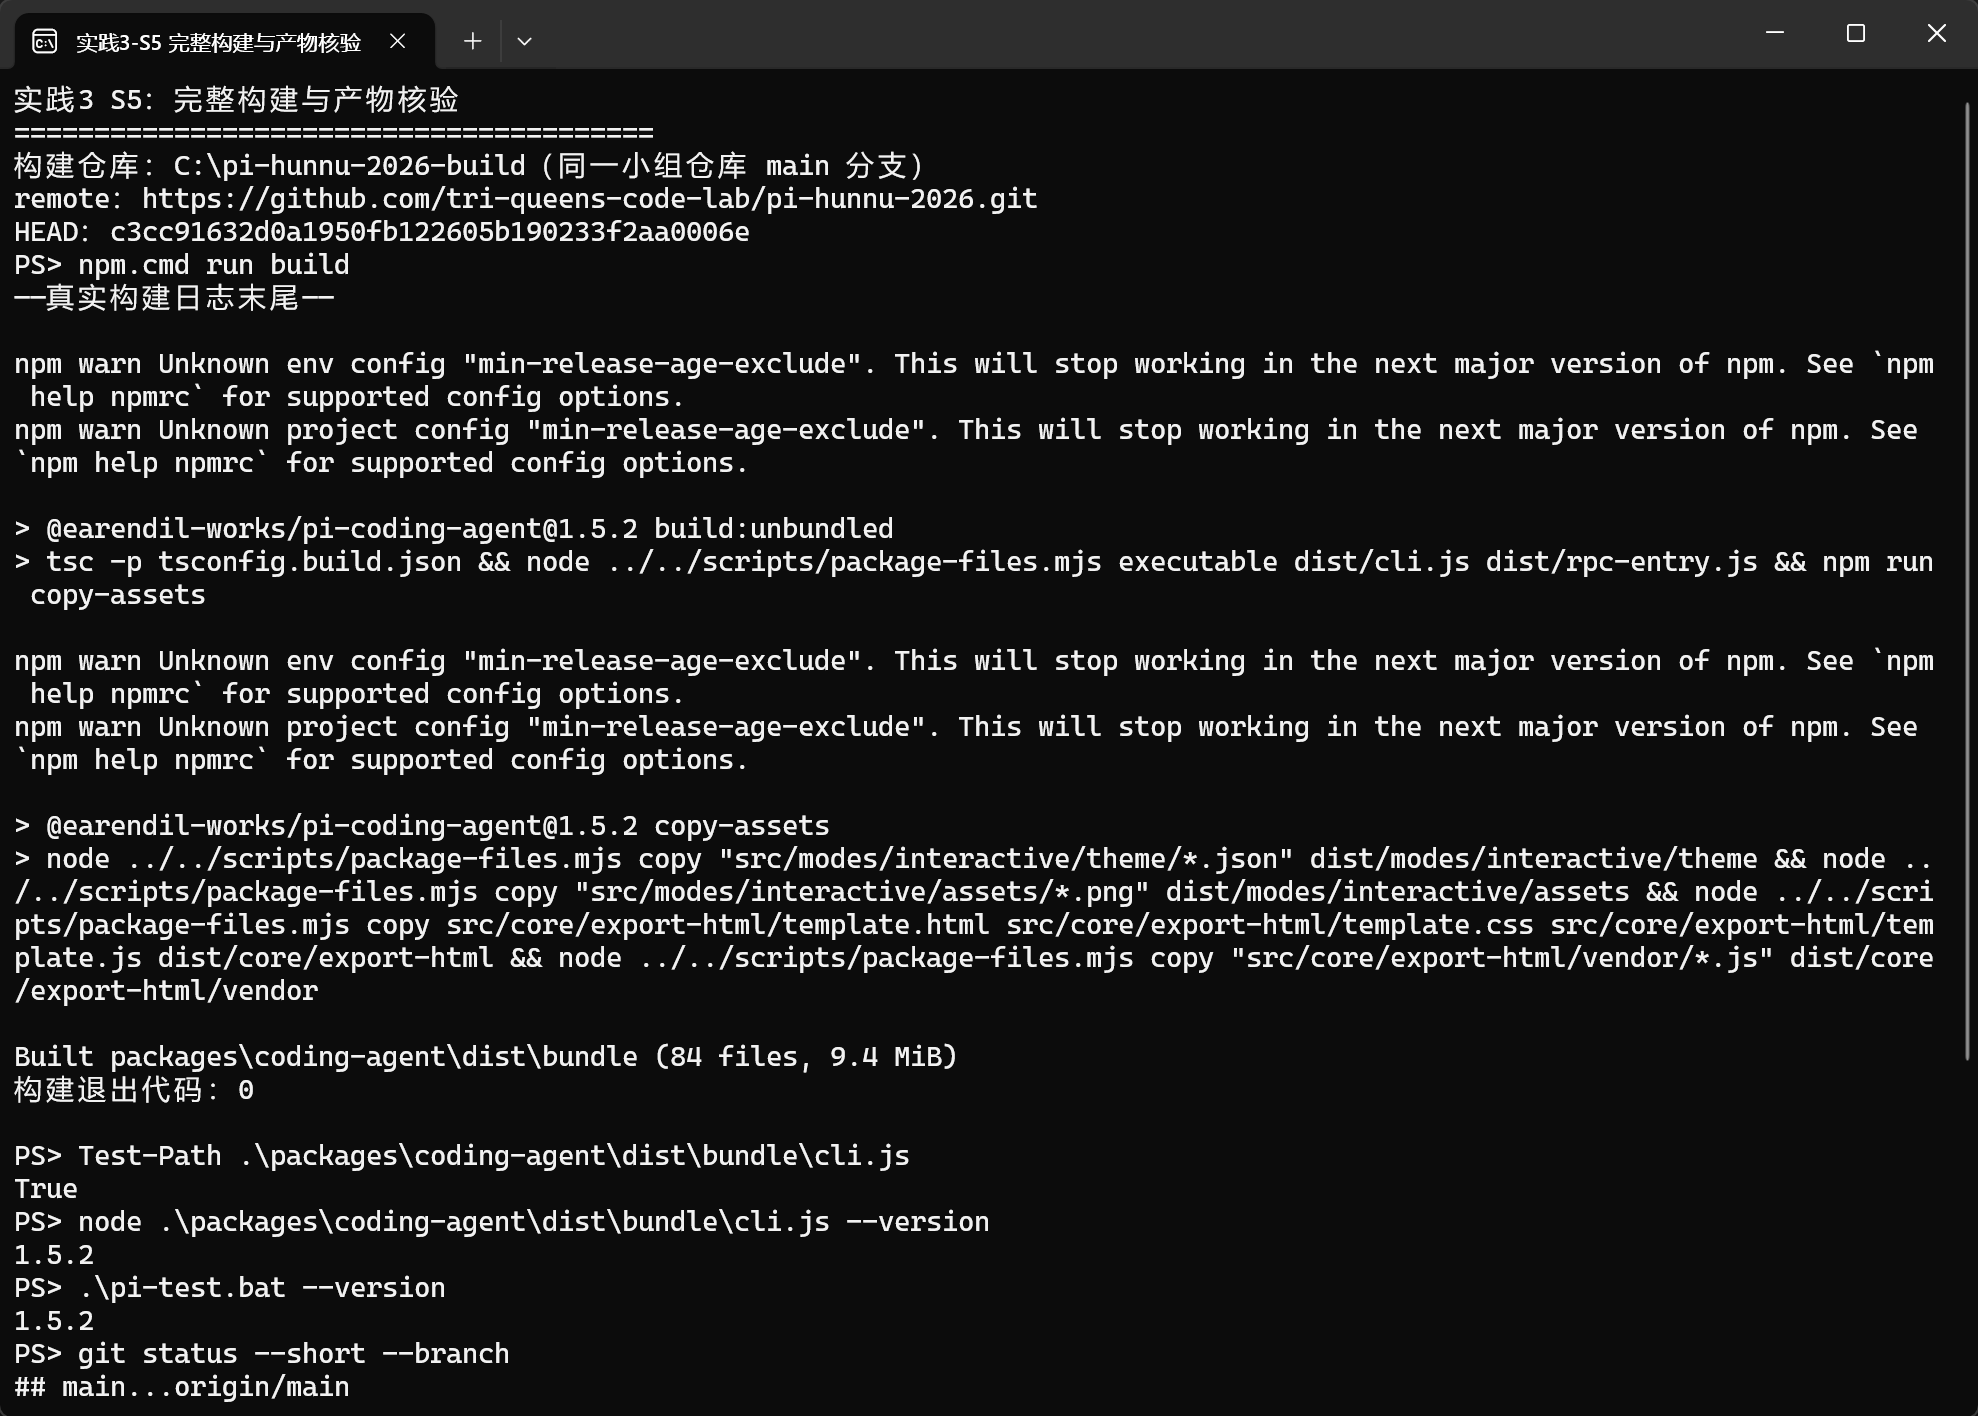 实践3-S5 完整构建与产物核验
实践3 S5：完整构建与产物核验
========================================
构建仓库：C:\pi-hunnu-2026-build（同一小组仓库 main 分支）
remote：https://github.com/tri-queens-code-lab/pi-hunnu-2026.git
HEAD：c3cc91632d0a1950fb122605b190233f2aa0006e
PS> npm.cmd run build
——真实构建日志末尾——
npm warn Unknown env config "min-release-age-exclude". This will stop working in the next major version of npm. See `npm
 help npmrc` for supported config options.
npm warn Unknown project config "min-release-age-exclude". This will stop working in the next major version of npm. See
`npm help npmrc` for supported config options.
> @earendil-works/pi-coding-agent@1.5.2 build:unbundled
> tsc -p tsconfig.build.json && node ../../scripts/package-files.mjs executable dist/cli.js dist/rpc-entry.js && npm run
 copy-assets
npm warn Unknown env config "min-release-age-exclude". This will stop working in the next major version of npm. See `npm
 help npmrc` for supported config options.
npm warn Unknown project config "min-release-age-exclude". This will stop working in the next major version of npm. See
`npm help npmrc` for supported config options.
> @earendil-works/pi-coding-agent@1.5.2 copy-assets
> node ../../scripts/package-files.mjs copy "src/modes/interactive/theme/*.json" dist/modes/interactive/theme && node ..
/../scripts/package-files.mjs copy "src/modes/interactive/assets/*.png" dist/modes/interactive/assets && node ../../scri
pts/package-files.mjs copy src/core/export-html/template.html src/core/export-html/template.css src/core/export-html/tem
plate.js dist/core/export-html && node ../../scripts/package-files.mjs copy "src/core/export-html/vendor/*.js" dist/core
/export-html/vendor
Built packages\coding-agent\dist\bundle (84 files, 9.4 MiB)
构建退出代码：0
PS> Test-Path .\packages\coding-agent\dist\bundle\cli.js
True
PS> node .\packages\coding-agent\dist\bundle\cli.js --version
1.5.2
PS> .\pi-test.bat --version
1.5.2
PS> git status --short --branch
## main...origin/main